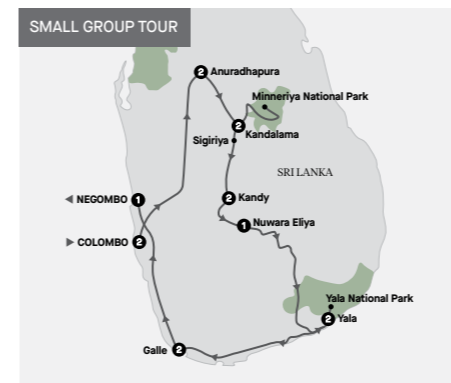 SMALL GROUP TOUR
2 Anuradhapura
Minneriya National Park
2 Kandalama
Sigiriya
SRI LANKA
◀ NEGOMBO 1
2 Kandy
1 Nuwara Eliya
▶ COLOMBO 2
Yala National Park
2 Yala
Galle 2